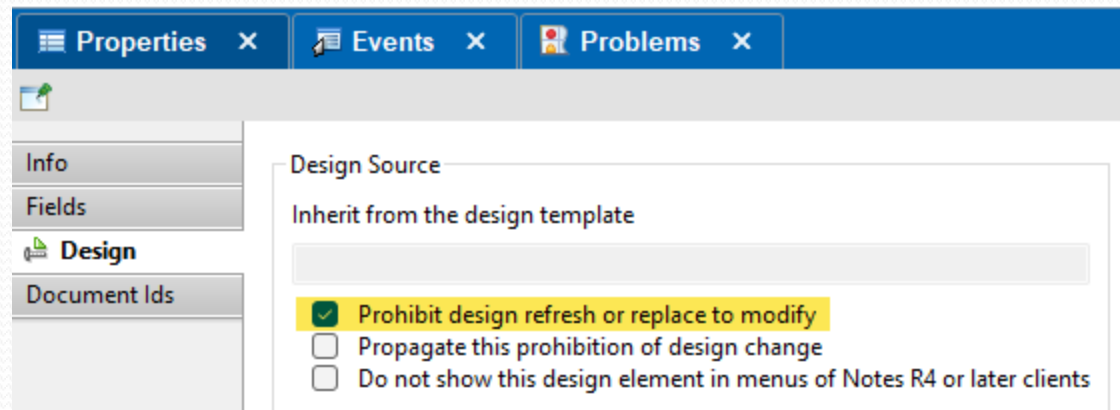 Properties
Events
Problems
Info
Fields
Design
Document Ids
Design Source
Inherit from the design template
Prohibit design refresh or replace to modify
Propagate this prohibition of design change
Do not show this design element in menus of Notes R4 or later clients